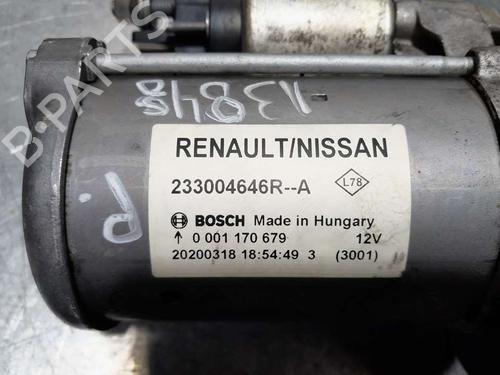 B-PARTS
13848
RENAULT/NISSAN
233004646R--A
L78
BOSCH Made in Hungary
↑ 0 001 170 679 12V
20200318 18:54:49 3 (3001)
P.